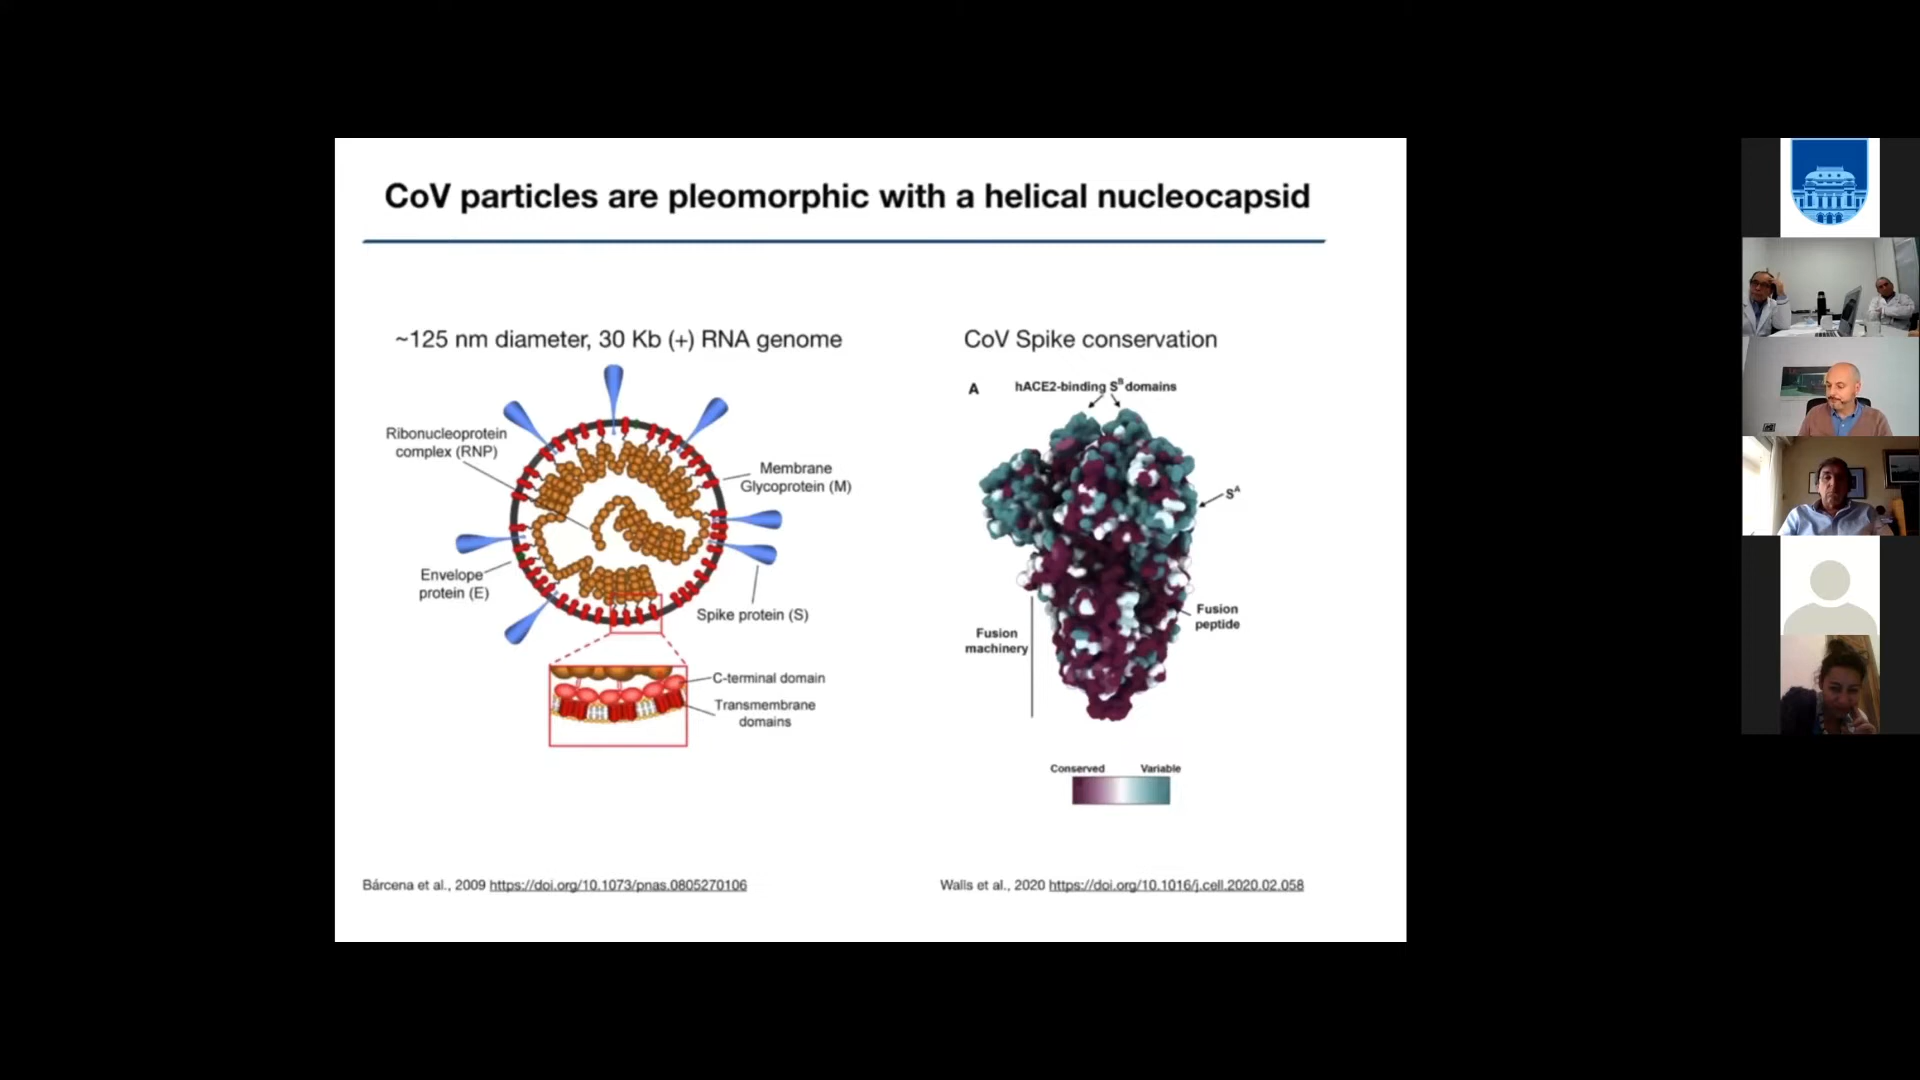 CoV particles are pleomorphic with a helical nucleocapsid
~125 nm diameter, 30 Kb (+) RNA genome
Ribonucleoprotein
complex (RNP)
Membrane
Glycoprotein (M)
Envelope
protein (E)
Spike protein (S)
C-terminal domain
Transmembrane
domains
Bárcena et al., 2009 https://doi.org/10.1073/pnas.0805270106
CoV Spike conservation
A
hACE2-binding S^B domains
S^A
Fusion
peptide
Fusion
machinery
Conserved Variable
Walls et al., 2020 https://doi.org/10.1016/j.cell.2020.02.058